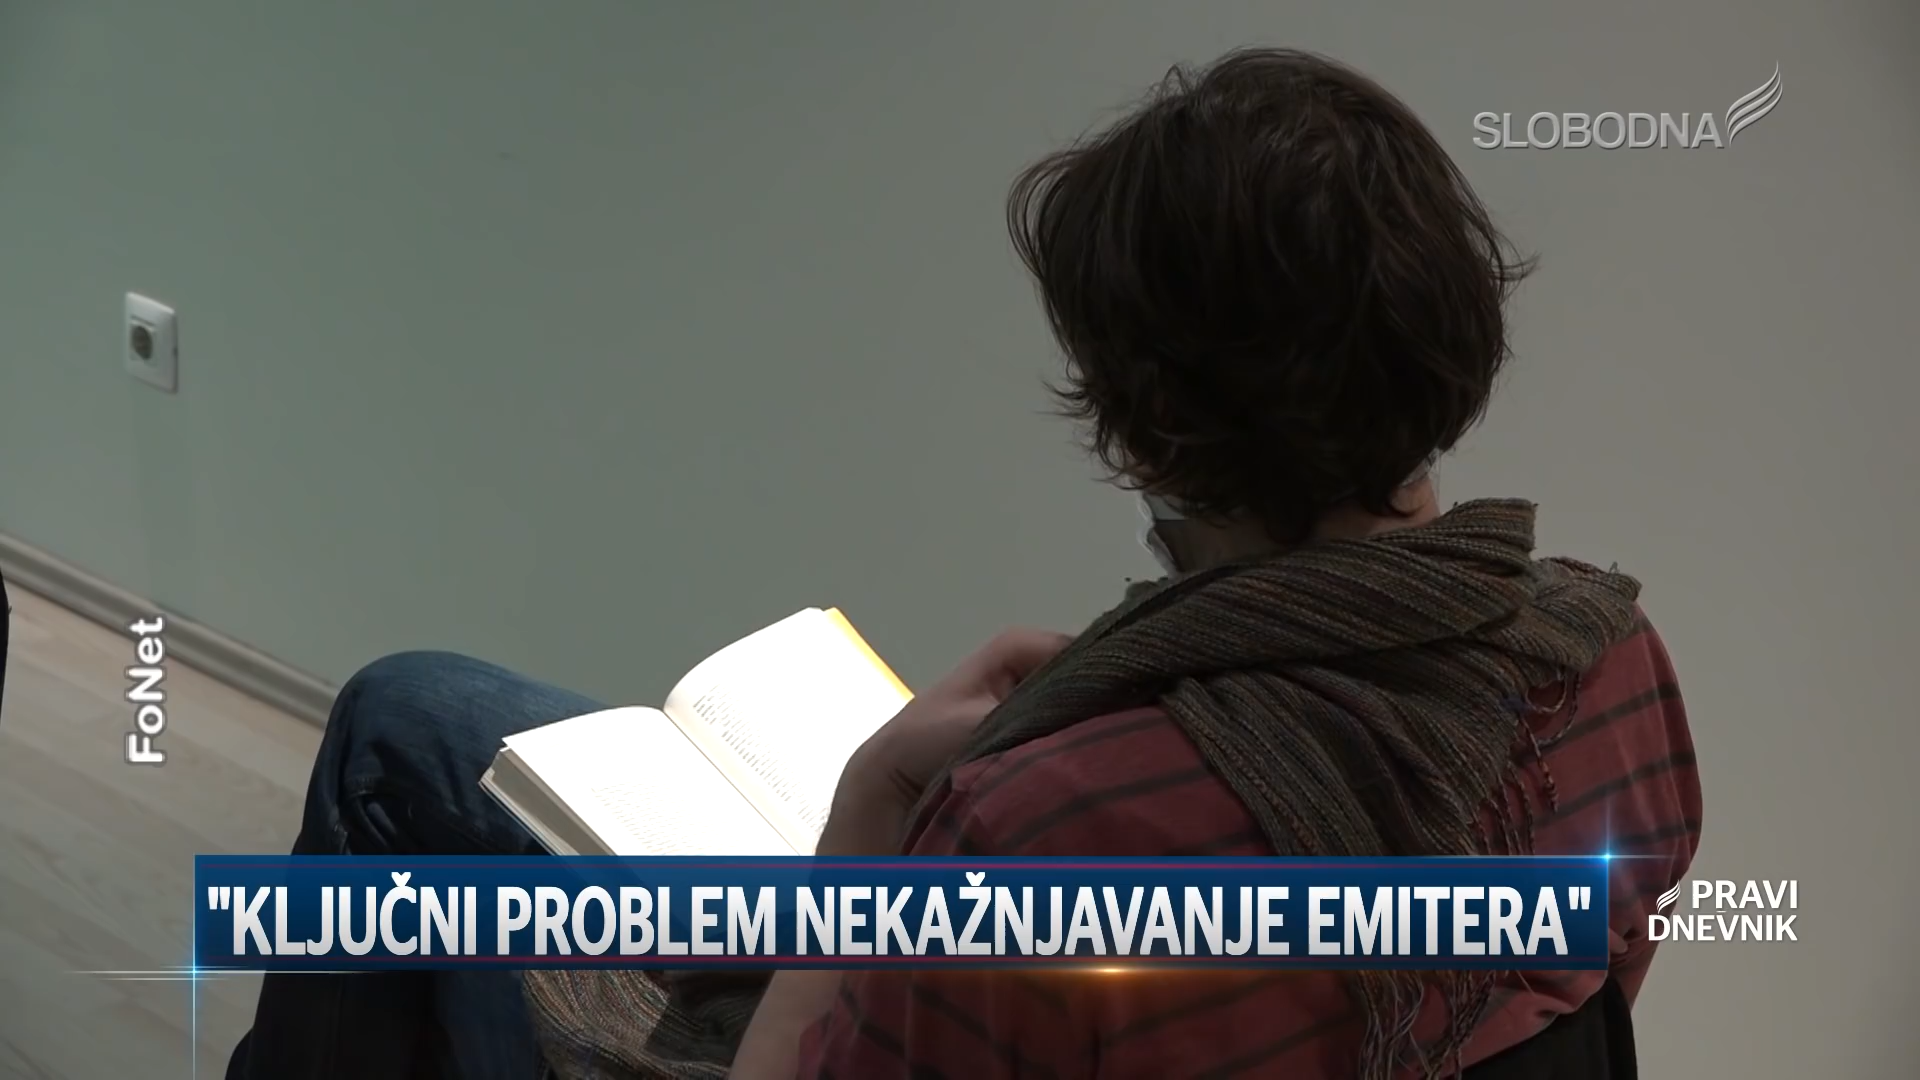 SLOBODNA
FoNet
"KLJUČNI PROBLEM NEKAŽNJAVANJE EMITERA"
PRAVI
DNEVNIK